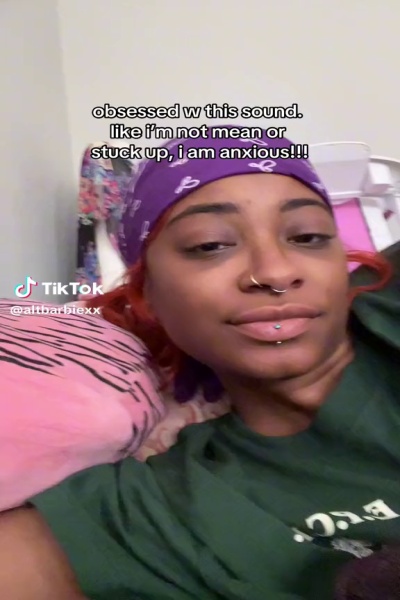 obsessed w this sound.
like i'm not mean or
stuck up, i am anxious!!!
TikTok
@altbarbiexx